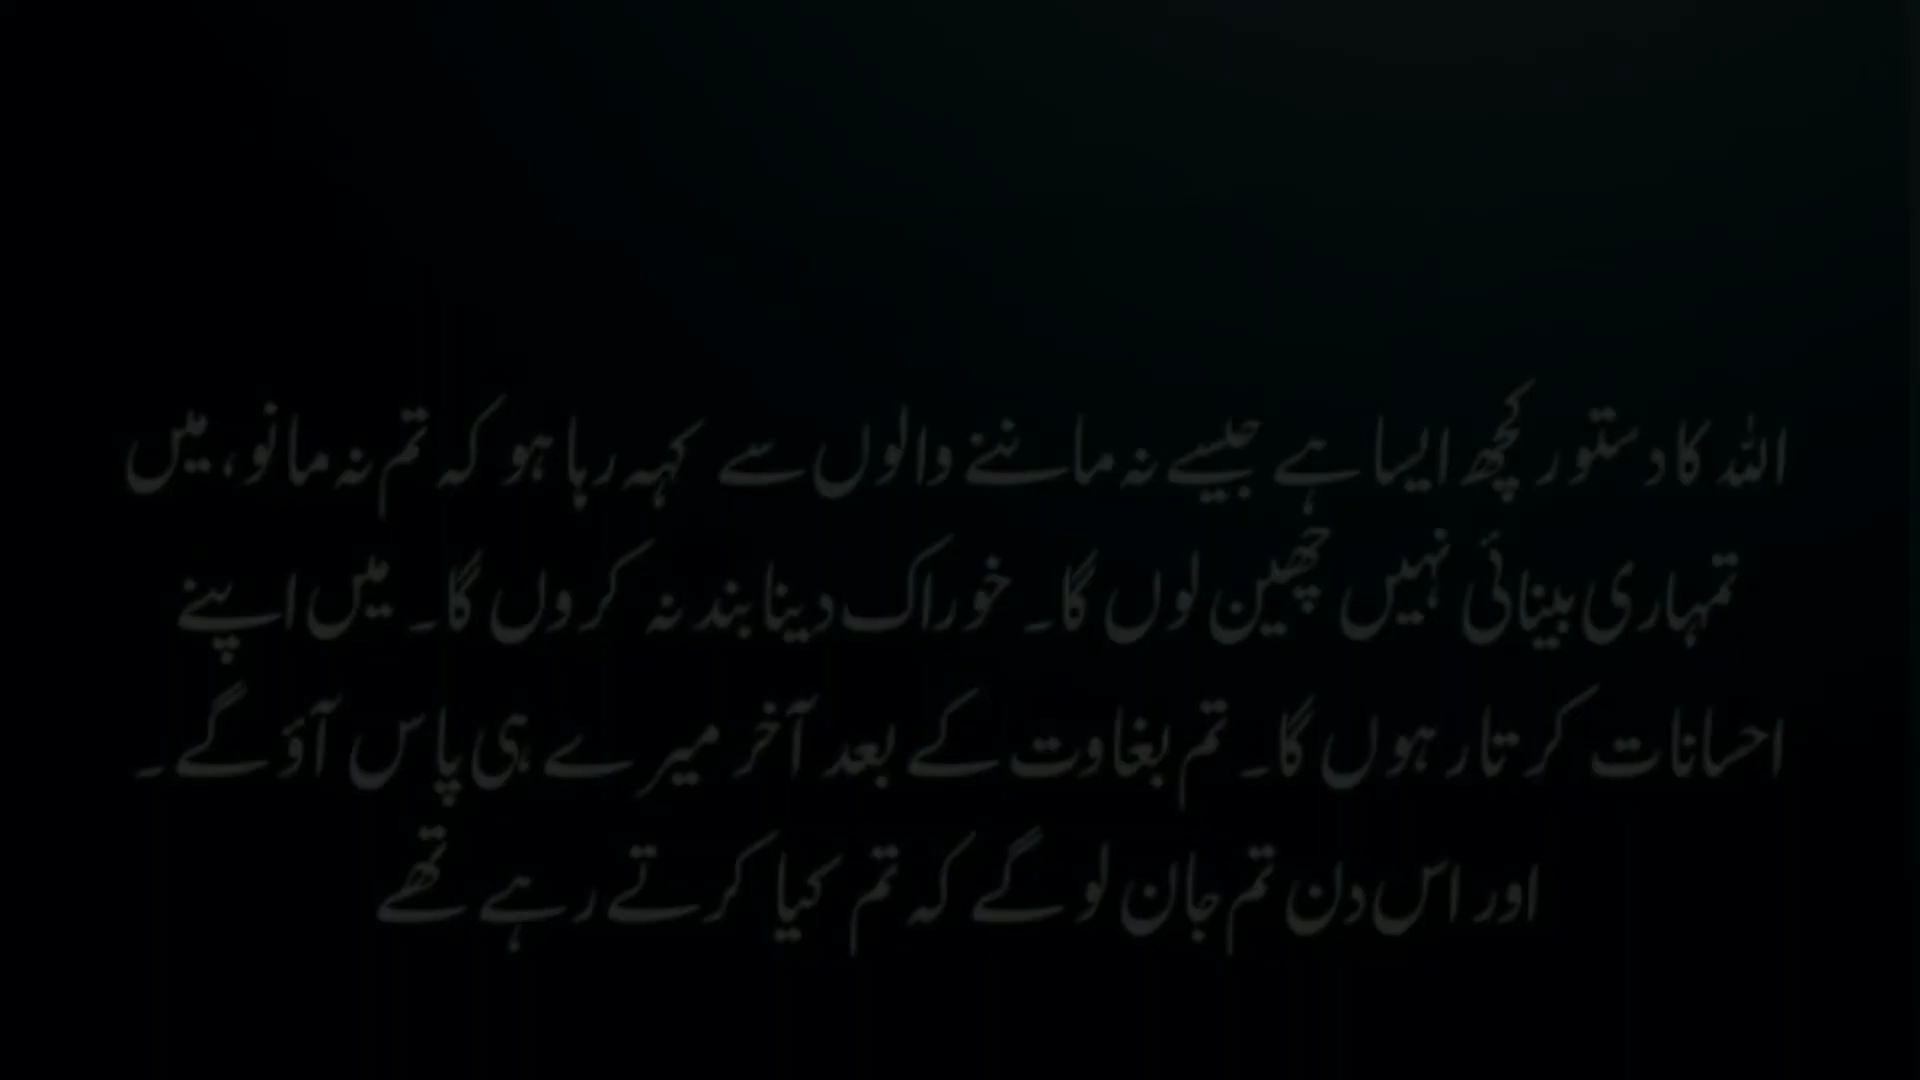 اللہ کا دستور کچھ ایسا ہے جیسے نہ ماننے والوں سے کہہ رہا ہو کہ تم نہ مانو، میں
تمہاری بینائی نہیں چھین لوں گا۔ خوراک دینا بند نہ کروں گا۔ میں اپنے
احسانات کرتا رہوں گا۔ تم بغاوت کے بعد آخر میرے ہی پاس آؤ گے۔
اور اس دن تم جان لو گے کہ تم کیا کرتے رہے تھے